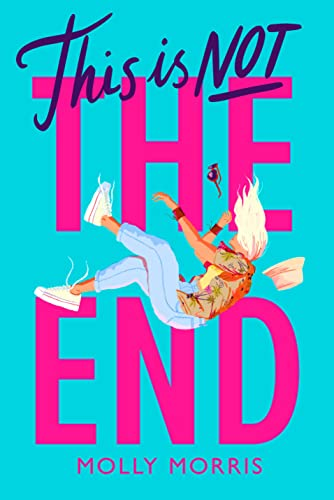 This is NOT
THE
END
MOLLY MORRIS